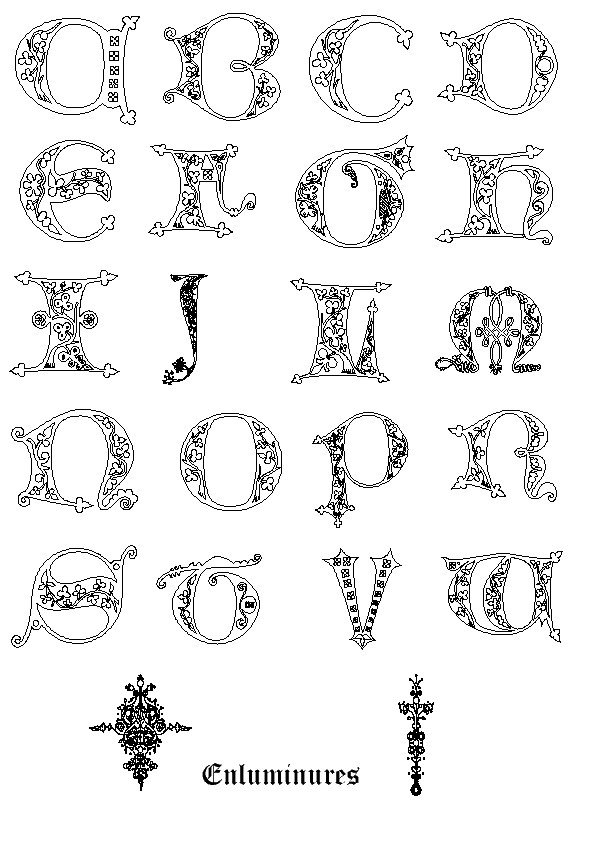 A B C D
E F G H
I J L M
N O P R
S T V
Enluminures